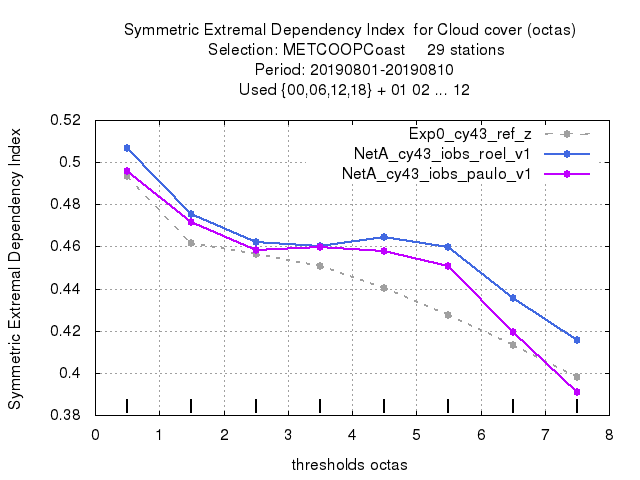 Symmetric Extremal Dependency Index for Cloud cover (octas)
Selection: METCOOPCoast 29 stations
Period: 20190801-20190810
Used {00,06,12,18} + 01 02 ... 12
Symmetric Extremal Dependency Index
0.52
0.5
0.48
0.46
0.44
0.42
0.4
0.38
Exp0_cy43_ref_z
NetA_cy43_iobs_roel_v1
NetA_cy43_iobs_paulo_v1
0 1 2 3 4 5 6 7 8
thresholds octas